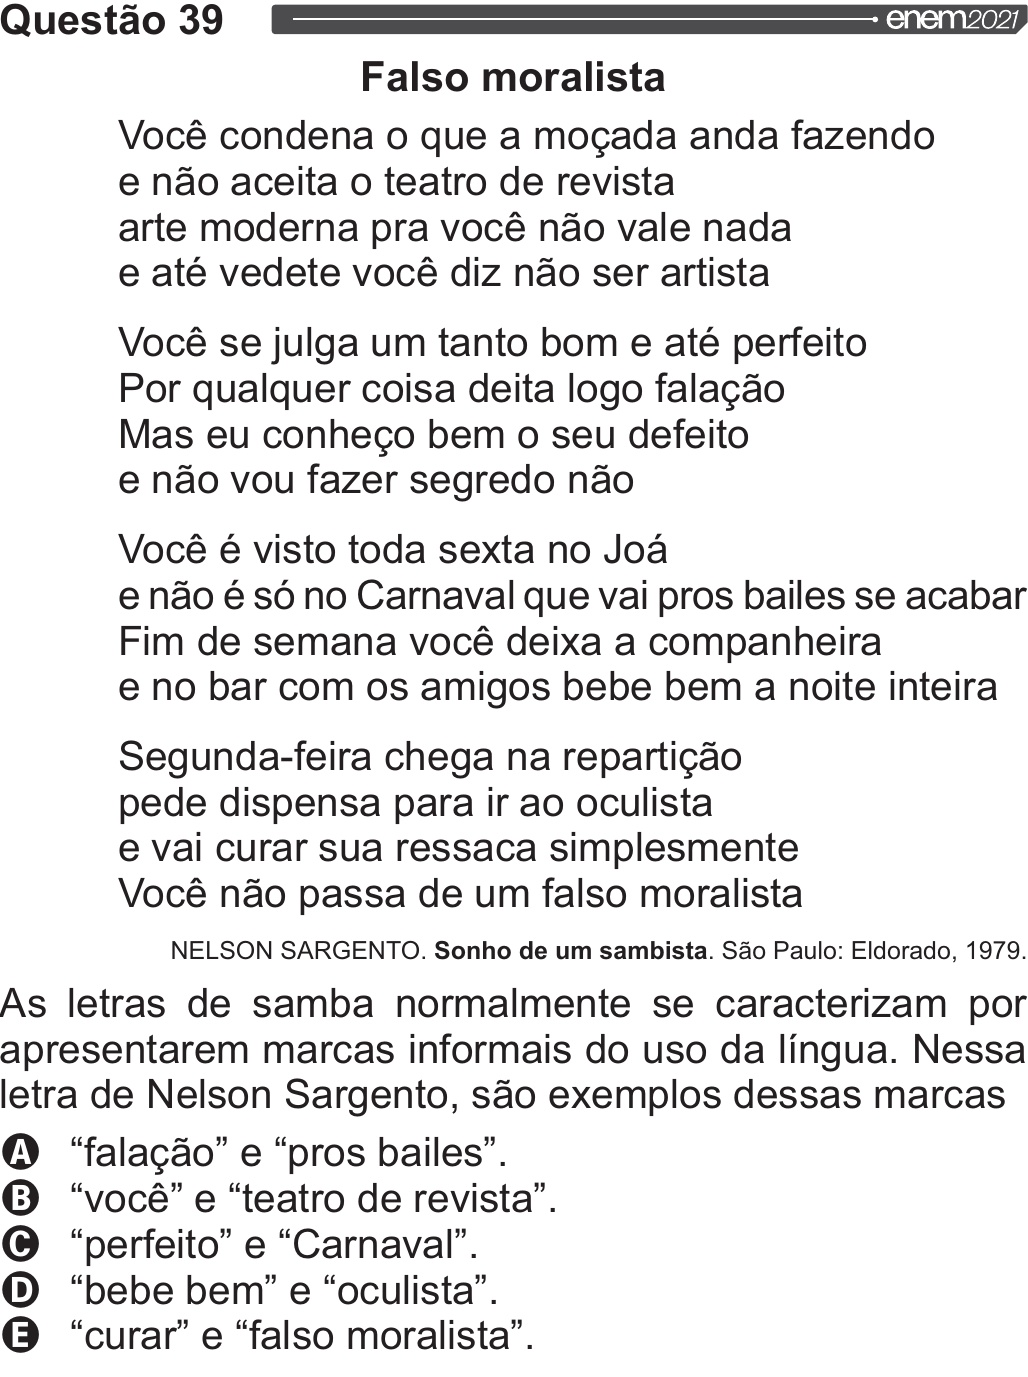 Questão 39 enem2021
Falso moralista
Você condena o que a moçada anda fazendo
e não aceita o teatro de revista
arte moderna pra você não vale nada
e até vedete você diz não ser artista
Você se julga um tanto bom e até perfeito
Por qualquer coisa deita logo falação
Mas eu conheço bem o seu defeito
e não vou fazer segredo não
Você é visto toda sexta no Joá
e não é só no Carnaval que vai pros bailes se acabar
Fim de semana você deixa a companheira
e no bar com os amigos bebe bem a noite inteira
Segunda-feira chega na repartição
pede dispensa para ir ao oculista
e vai curar sua ressaca simplesmente
Você não passa de um falso moralista
NELSON SARGENTO. Sonho de um sambista. São Paulo: Eldorado, 1979.
As letras de samba normalmente se caracterizam por
apresentarem marcas informais do uso da língua. Nessa
letra de Nelson Sargento, são exemplos dessas marcas
A “falação” e “pros bailes”.
B “você” e “teatro de revista”.
C “perfeito” e “Carnaval”.
D “bebe bem” e “oculista”.
E “curar” e “falso moralista”.